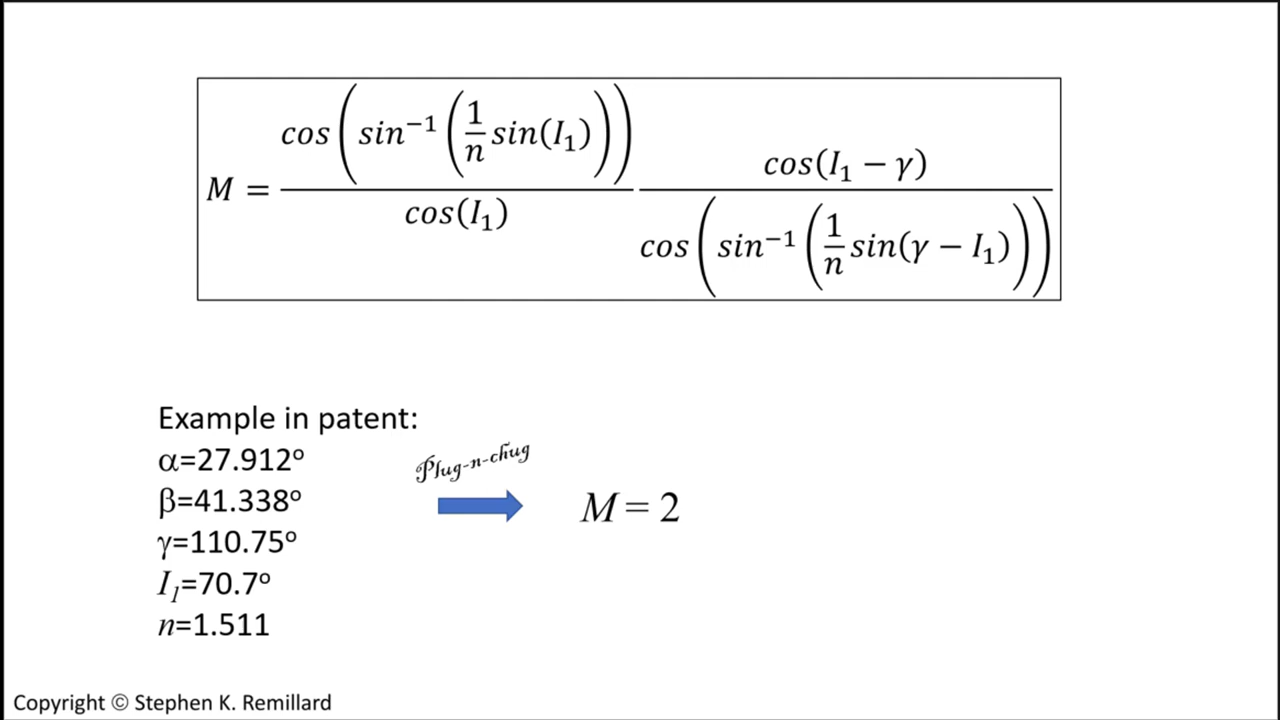 M = cos(sin⁻¹(1/n sin(I₁))) / cos(I₁) cos(I₁ − γ) / cos(sin⁻¹(1/n sin(γ − I₁)))
Example in patent:
α=27.912°
β=41.338°
γ=110.75°
I₁=70.7°
n=1.511
Plug-n-chug
M = 2
Copyright © Stephen K. Remillard